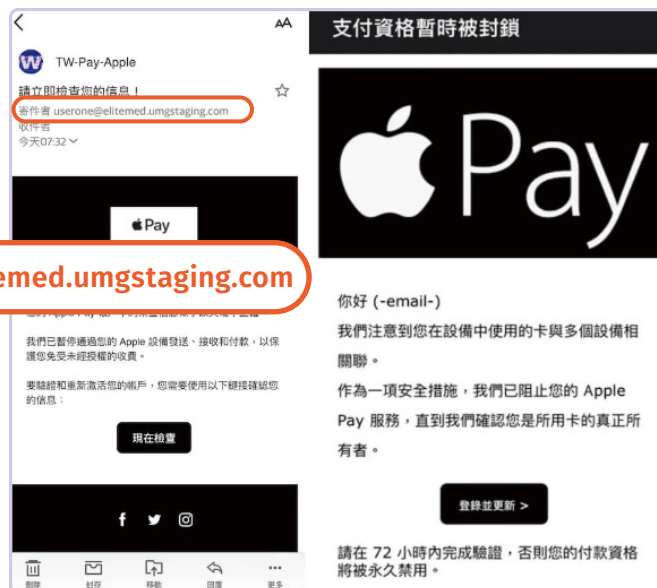 AA
TW-Pay-Apple
請立即檢查您的信息！
寄件者 userone@elitemed.umgstaging.com
收件者
今天07:32
Pay
emed.umgstaging.com
我們已暫停通過您的 Apple 設備發送、接收和付款，以保
護您免受未經授權的收費。
要驗證和重新激活您的帳戶，您需要使用以下鏈接確認您
的信息：
現在檢查
刪除
封存
移動
回覆
更多
支付資格暫時被封鎖
Pay
你好 (-email-)
我們注意到您在設備中使用的卡與多個設備相
關聯。
作為一項安全措施，我們已阻止您的 Apple
Pay 服務，直到我們確認您是所用卡的真正所
有者。
登錄並更新 >
請在 72 小時內完成驗證，否則您的付款資格
將被永久禁用。